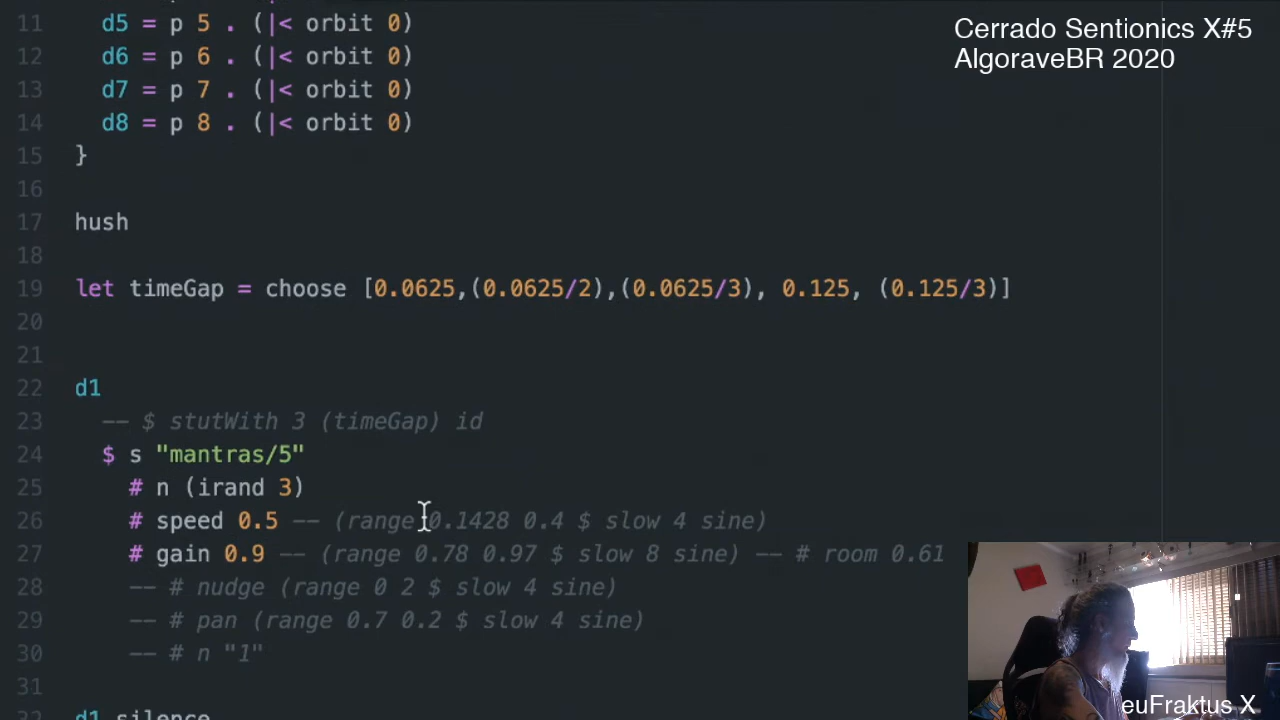 Cerrado Sentionics X#5
AlgoraveBR 2020
11 d5 = p 5 . (|< orbit 0)
12 d6 = p 6 . (|< orbit 0)
13 d7 = p 7 . (|< orbit 0)
14 d8 = p 8 . (|< orbit 0)
15 }
16
17 hush
18
19 let timeGap = choose [0.0625,(0.0625/2),(0.0625/3), 0.125, (0.125/3)]
20
21
22 d1
23 -- $ stutWith 3 (timeGap) id
24 $ s "mantras/5"
25 # n (irand 3)
26 # speed 0.5 -- (range 0.1428 0.4 $ slow 4 sine)
27 # gain 0.9 -- (range 0.78 0.97 $ slow 8 sine) -- # room 0.61
28 -- # nudge (range 0 2 $ slow 4 sine)
29 -- # pan (range 0.7 0.2 $ slow 4 sine)
30 -- # n "1"
31
32 d1 silence
euFraktus X